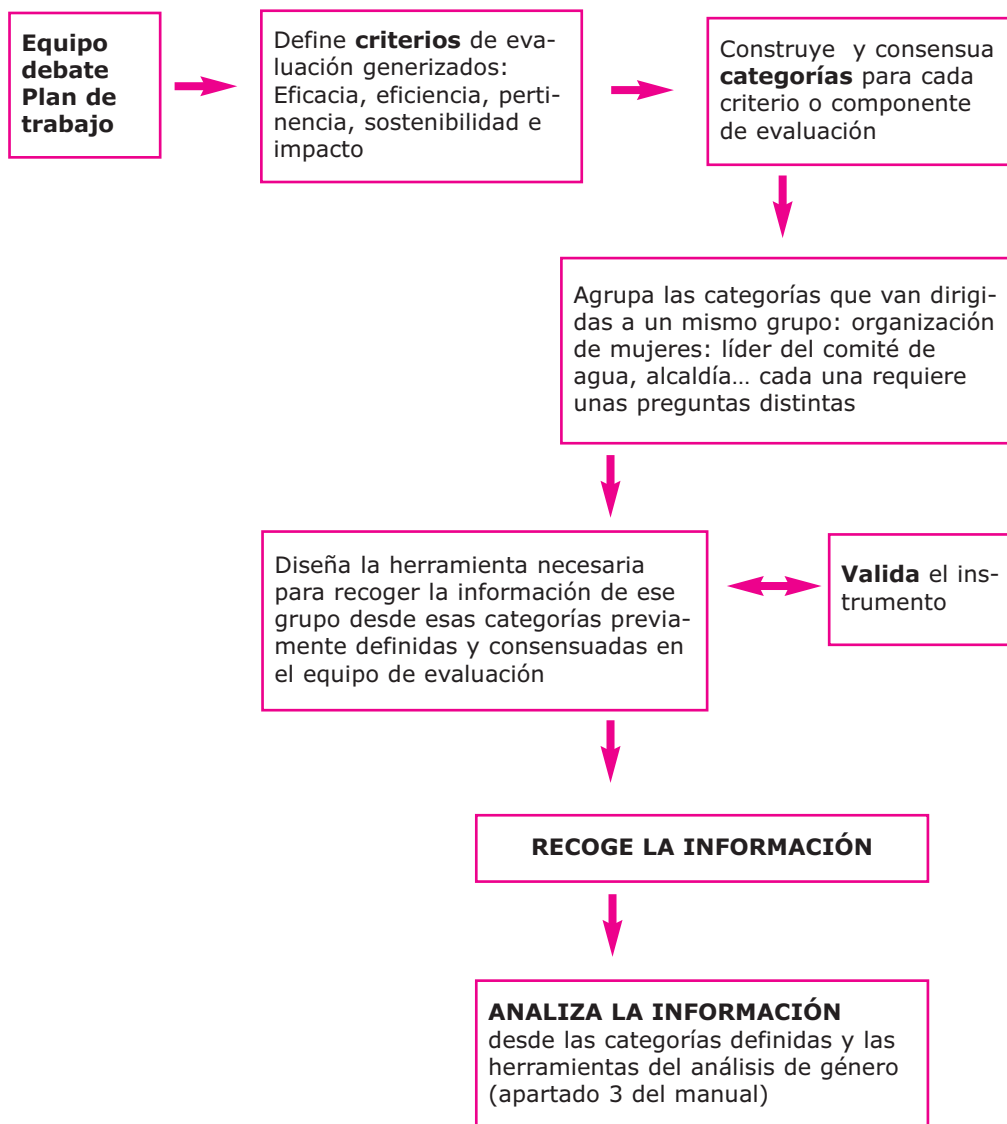 Equipo
debate
Plan de
trabajo
Define criterios de eva-
luación generizados:
Eficacia, eficiencia, perti-
nencia, sostenibilidad e
impacto
Construye y consensua
categorías para cada
criterio o componente
de evaluación
Agrupa las categorías que van dirigi-
das a un mismo grupo: organización
de mujeres: líder del comité de
agua, alcaldía... cada una requiere
unas preguntas distintas
Diseña la herramienta necesaria
para recoger la información de ese
grupo desde esas categorías previa-
mente definidas y consensuadas en
el equipo de evaluación
Valida el ins-
trumento
RECOGE LA INFORMACIÓN
ANALIZA LA INFORMACIÓN
desde las categorías definidas y las
herramientas del análisis de género
(apartado 3 del manual)